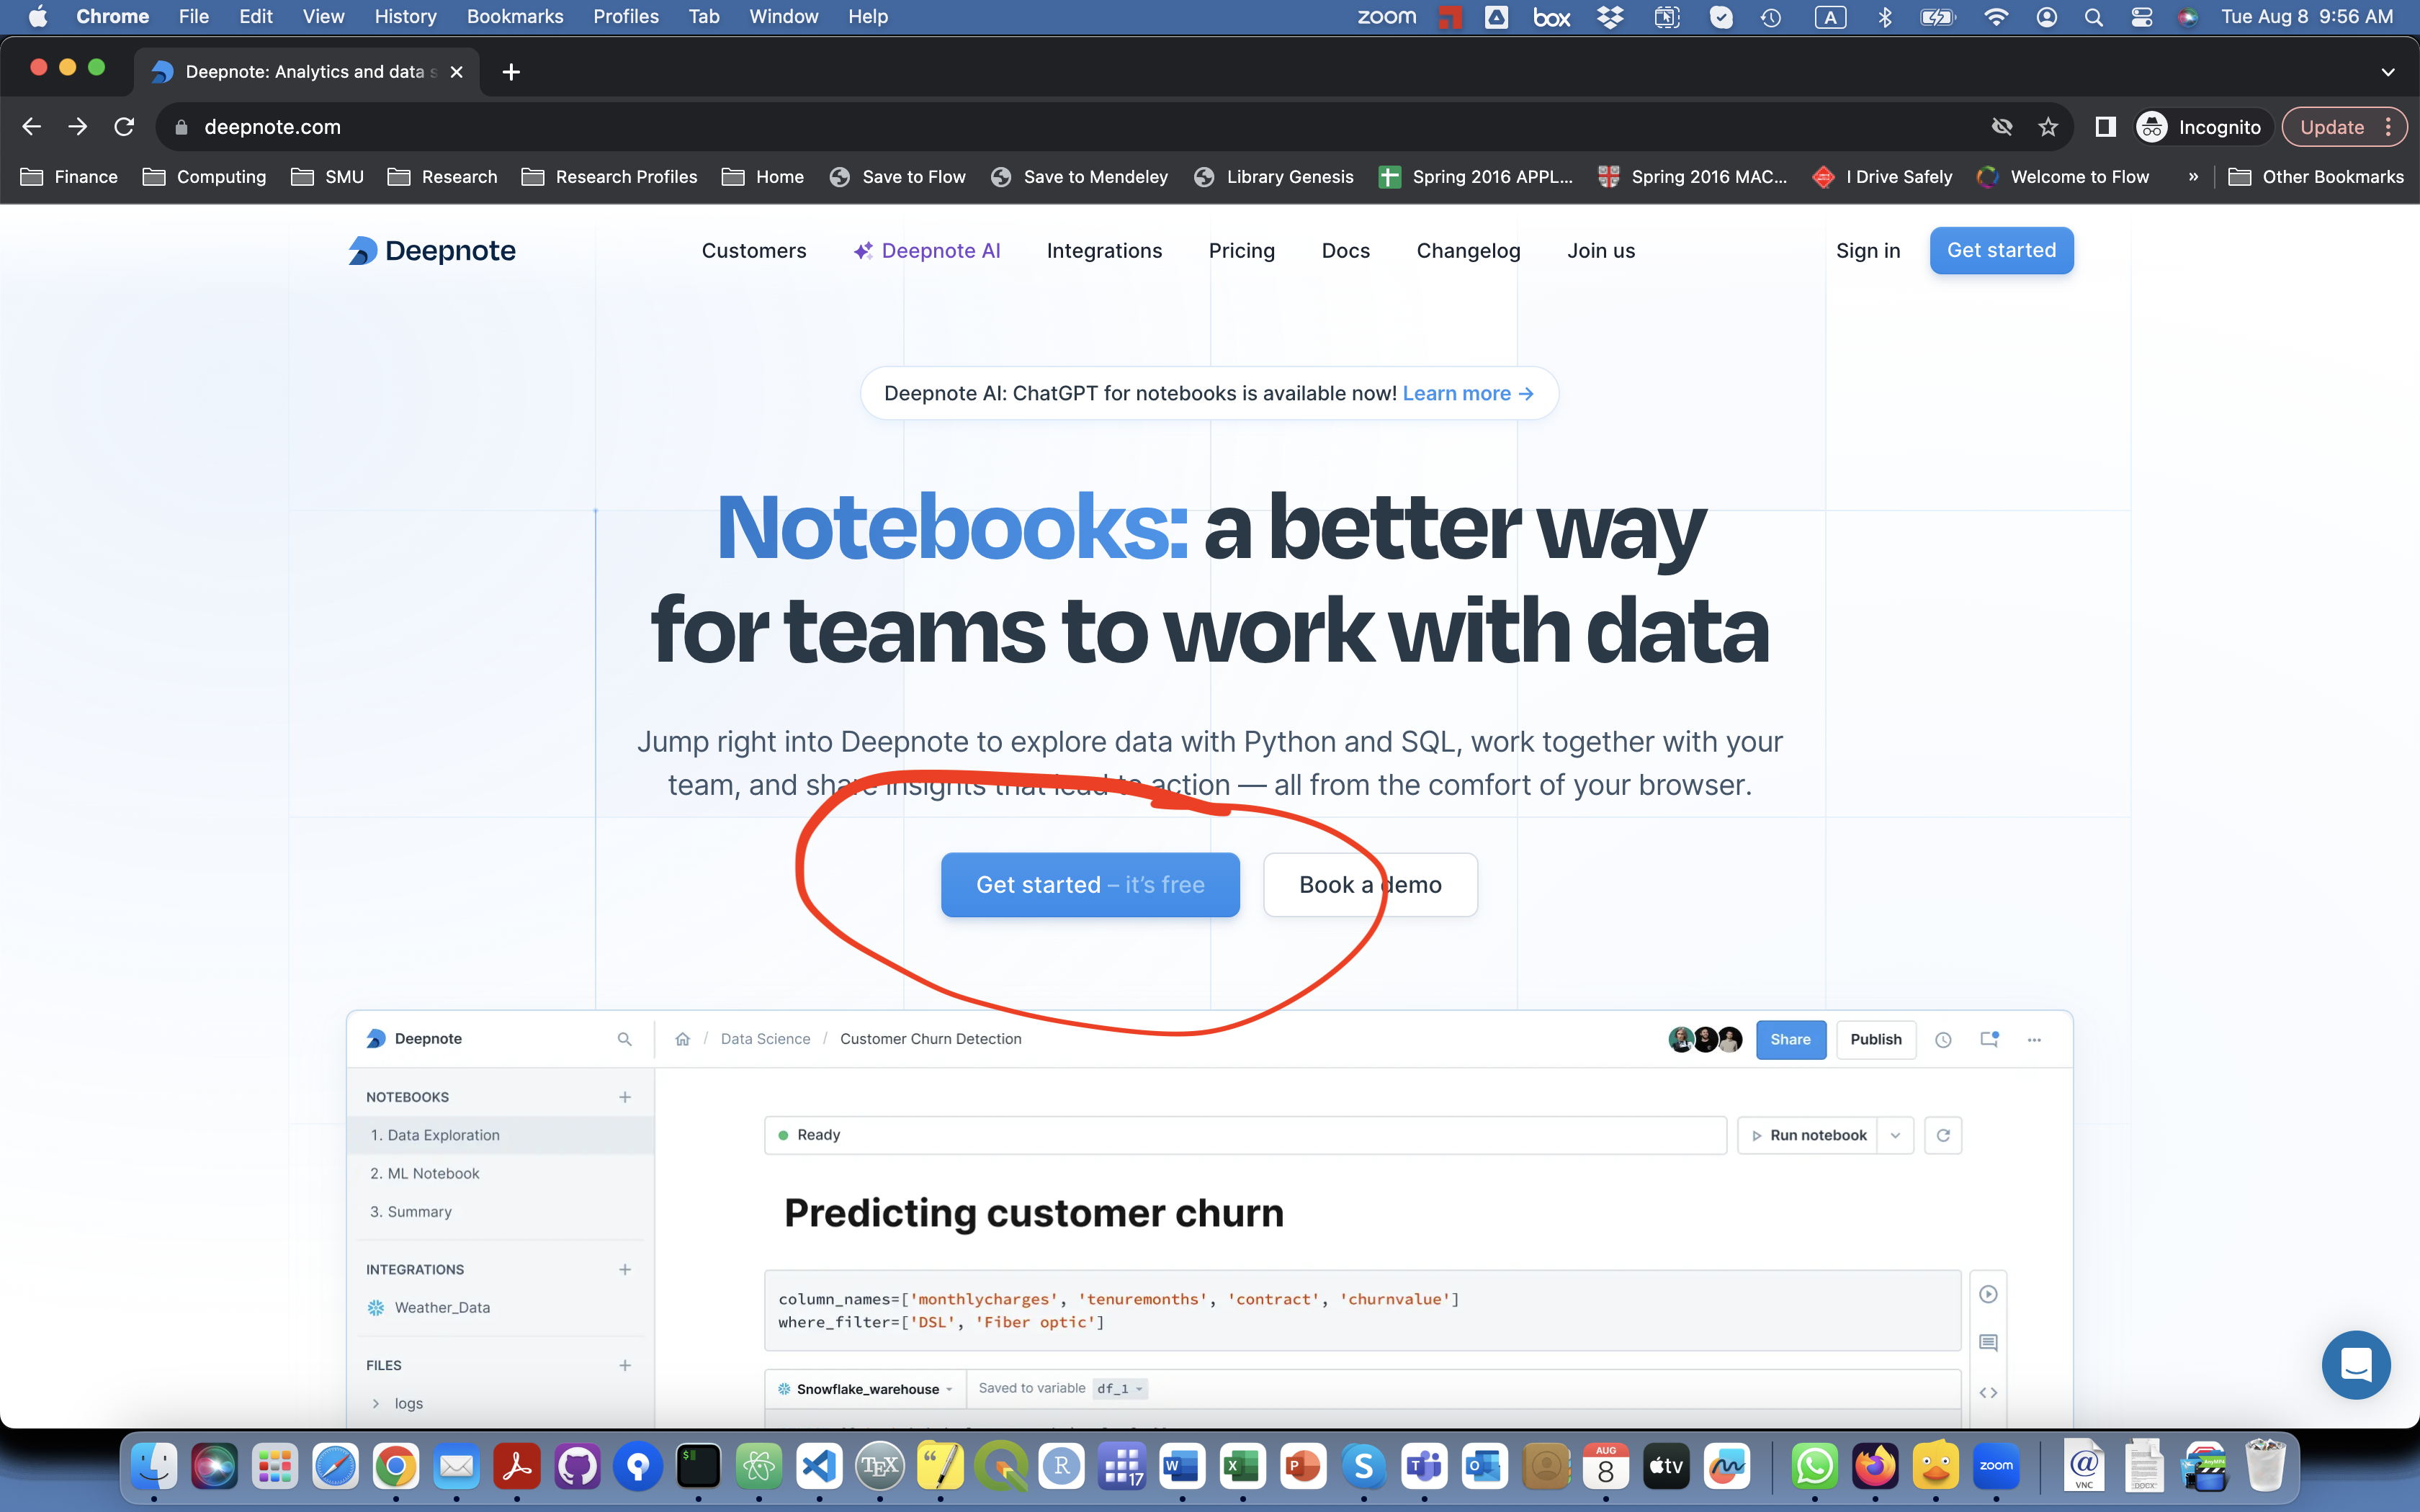 Chrome File Edit View History Bookmarks Profiles Tab Window Help
zoom box A Tue Aug 8 9:56 AM
Deepnote: Analytics and data s
deepnote.com
Incognito
Update
Finance Computing SMU Research Research Profiles Home Save to Flow Save to Mendeley Library Genesis Spring 2016 APPL... Spring 2016 MAC... I Drive Safely Welcome to Flow » Other Bookmarks
Deepnote
Customers Deepnote AI Integrations Pricing Docs Changelog Join us
Sign in Get started
Deepnote AI: ChatGPT for notebooks is available now! Learn more →
Notebooks: a better way
for teams to work with data
Jump right into Deepnote to explore data with Python and SQL, work together with your
team, and share insights that lead to action — all from the comfort of your browser.
Get started – it's free
Book a demo
Deepnote
/ Data Science / Customer Churn Detection
Share Publish
NOTEBOOKS +
1. Data Exploration
2. ML Notebook
3. Summary
INTEGRATIONS +
Weather_Data
FILES +
logs
Ready
Run notebook
Predicting customer churn
column_names=['monthlycharges', 'tenuremonths', 'contract', 'churnvalue']
where_filter=['DSL', 'Fiber optic']
Snowflake_warehouse
Saved to variable df_1
$
TEX
R
17
W
X
P
S
T
O
AUG
8
tv
zoom
@
VNC
DOCX
AnyMP4